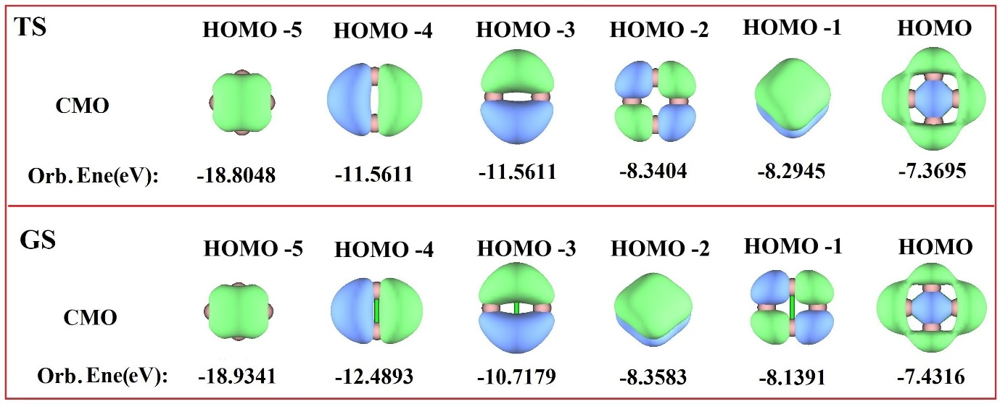 TS
HOMO -5 HOMO -4 HOMO -3 HOMO -2 HOMO -1 HOMO
CMO
Orb. Ene(eV): -18.8048 -11.5611 -11.5611 -8.3404 -8.2945 -7.3695
GS
HOMO -5 HOMO -4 HOMO -3 HOMO -2 HOMO -1 HOMO
CMO
Orb. Ene(eV): -18.9341 -12.4893 -10.7179 -8.3583 -8.1391 -7.4316